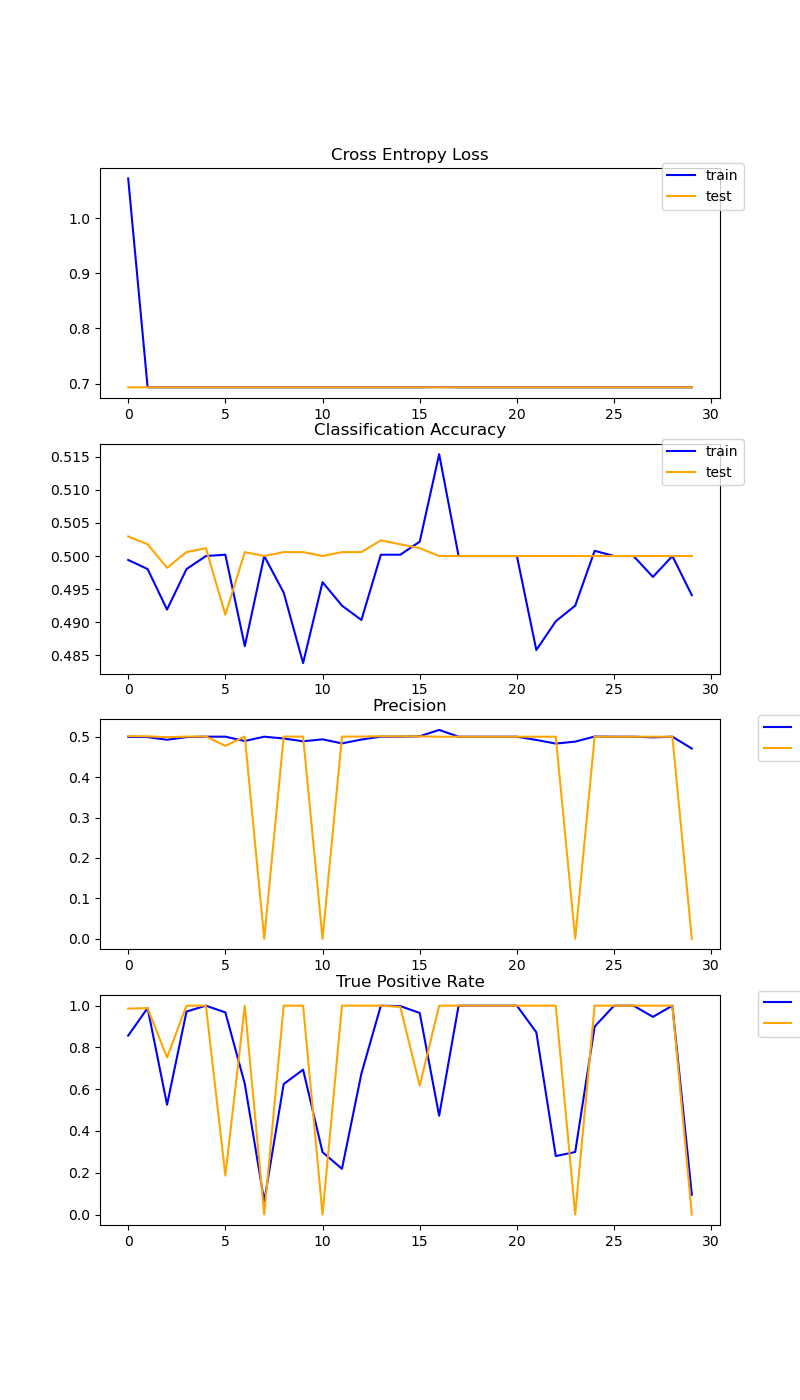 Cross Entropy Loss
train
test
1.0
0.9
0.8
0.7
0 5 10 15 20 25 30
Classification Accuracy
train
test
0.515
0.510
0.505
0.500
0.495
0.490
0.485
0 5 10 15 20 25 30
Precision
0.5
0.4
0.3
0.2
0.1
0.0
0 5 10 15 20 25 30
True Positive Rate
1.0
0.8
0.6
0.4
0.2
0.0
0 5 10 15 20 25 30